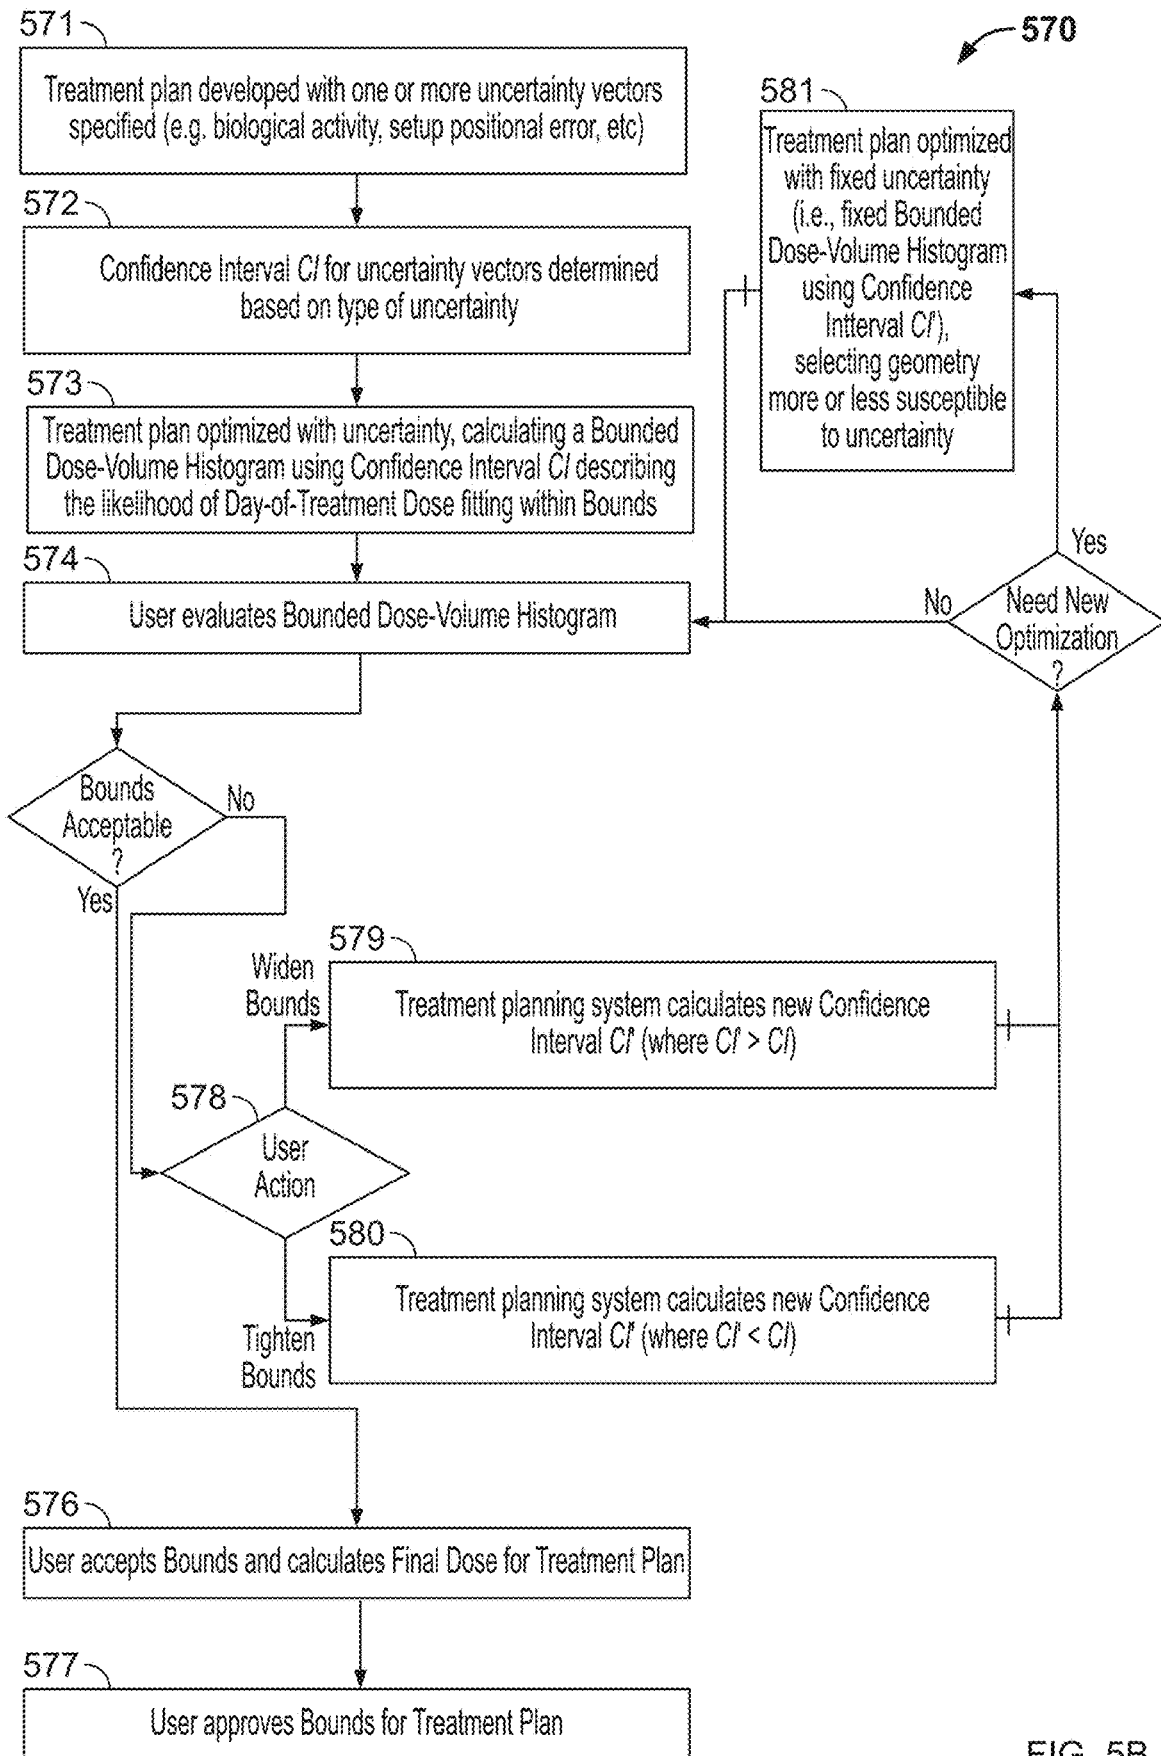 570
571
Treatment plan developed with one or more uncertainty vectors
specified (e.g. biological activity, setup positional error, etc)
572
Confidence Interval CI for uncertainty vectors determined
based on type of uncertainty
573
Treatment plan optimized with uncertainty, calculating a Bounded
Dose-Volume Histogram using Confidence Interval CI describing
the likelihood of Day-of-Treatment Dose fitting within Bounds
574
User evaluates Bounded Dose-Volume Histogram
581
Treatment plan optimized
with fixed uncertainty
(i.e., fixed Bounded
Dose-Volume Histogram
using Confidence
Intterval CI'),
selecting geometry
more or less susceptible
to uncertainty
Yes
No
Need New
Optimization
?
Bounds
Acceptable
?
No
Yes
579
Widen
Bounds
Treatment planning system calculates new Confidence
Interval CI' (where CI' > CI)
578
User
Action
580
Tighten
Bounds
Treatment planning system calculates new Confidence
Interval CI' (where CI' < CI)
576
User accepts Bounds and calculates Final Dose for Treatment Plan
577
User approves Bounds for Treatment Plan
FIG. 5B